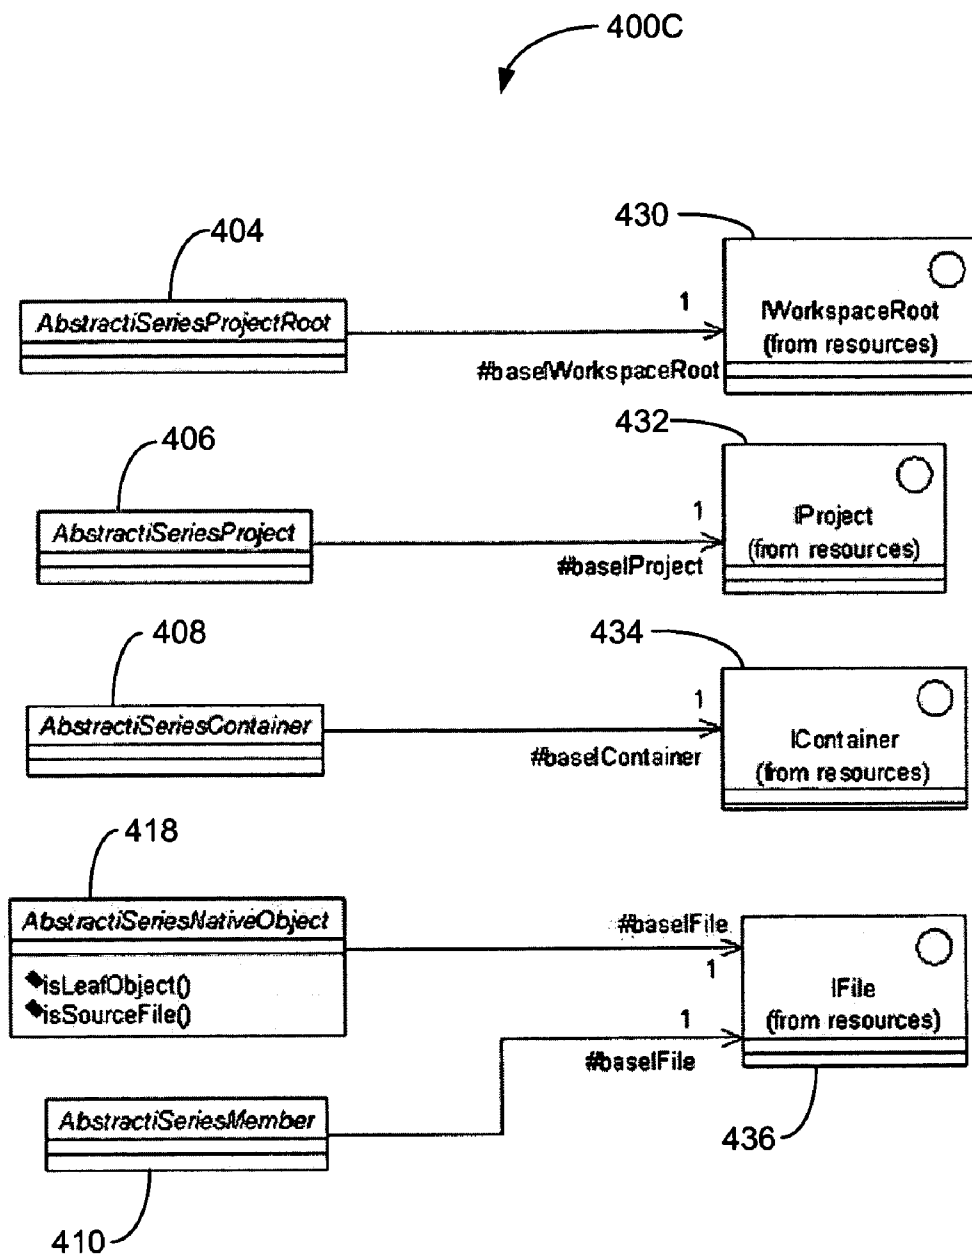 400C
404
430
AbstractiSeriesProjectRoot
1
#baseIWorkspaceRoot
IWorkspaceRoot
(from resources)
406
432
AbstractiSeriesProject
1
#baseIProject
IProject
(from resources)
408
434
AbstractiSeriesContainer
1
#baseIContainer
IContainer
(from resources)
418
AbstractiSeriesNativeObject
isLeafObject()
isSourceFile()
#baseIFile
1
IFile
(from resources)
1
#baseIFile
AbstractiSeriesMember
436
410